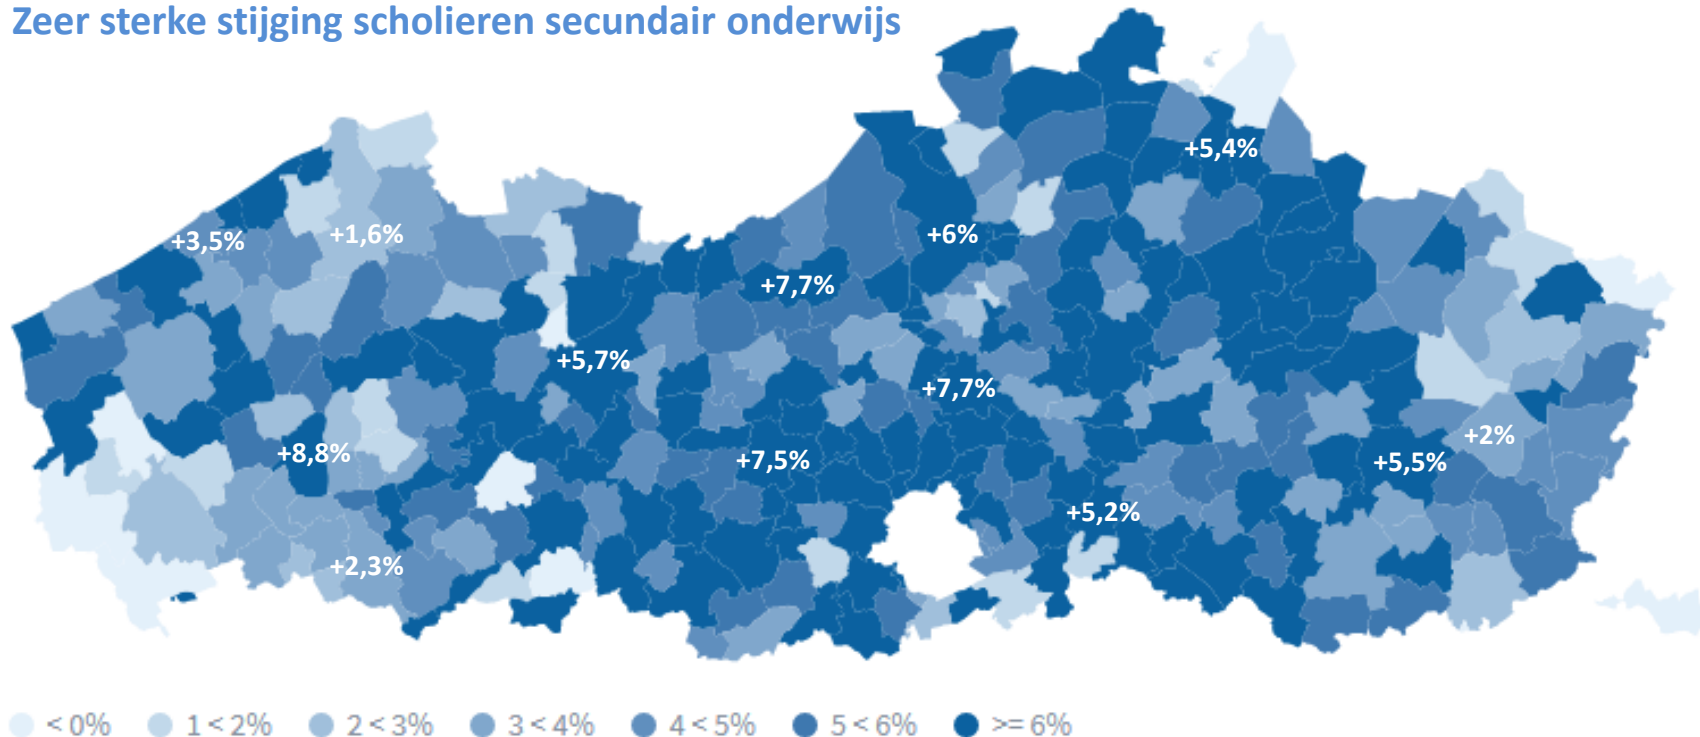 Zeer sterke stijging scholieren secundair onderwijs
+5,4%
+3,5%
+1,6%
+6%
+7,7%
+5,7%
+7,7%
+8,8%
+7,5%
+2%
+5,5%
+5,2%
+2,3%
< 0%
1 < 2%
2 < 3%
3 < 4%
4 < 5%
5 < 6%
>= 6%